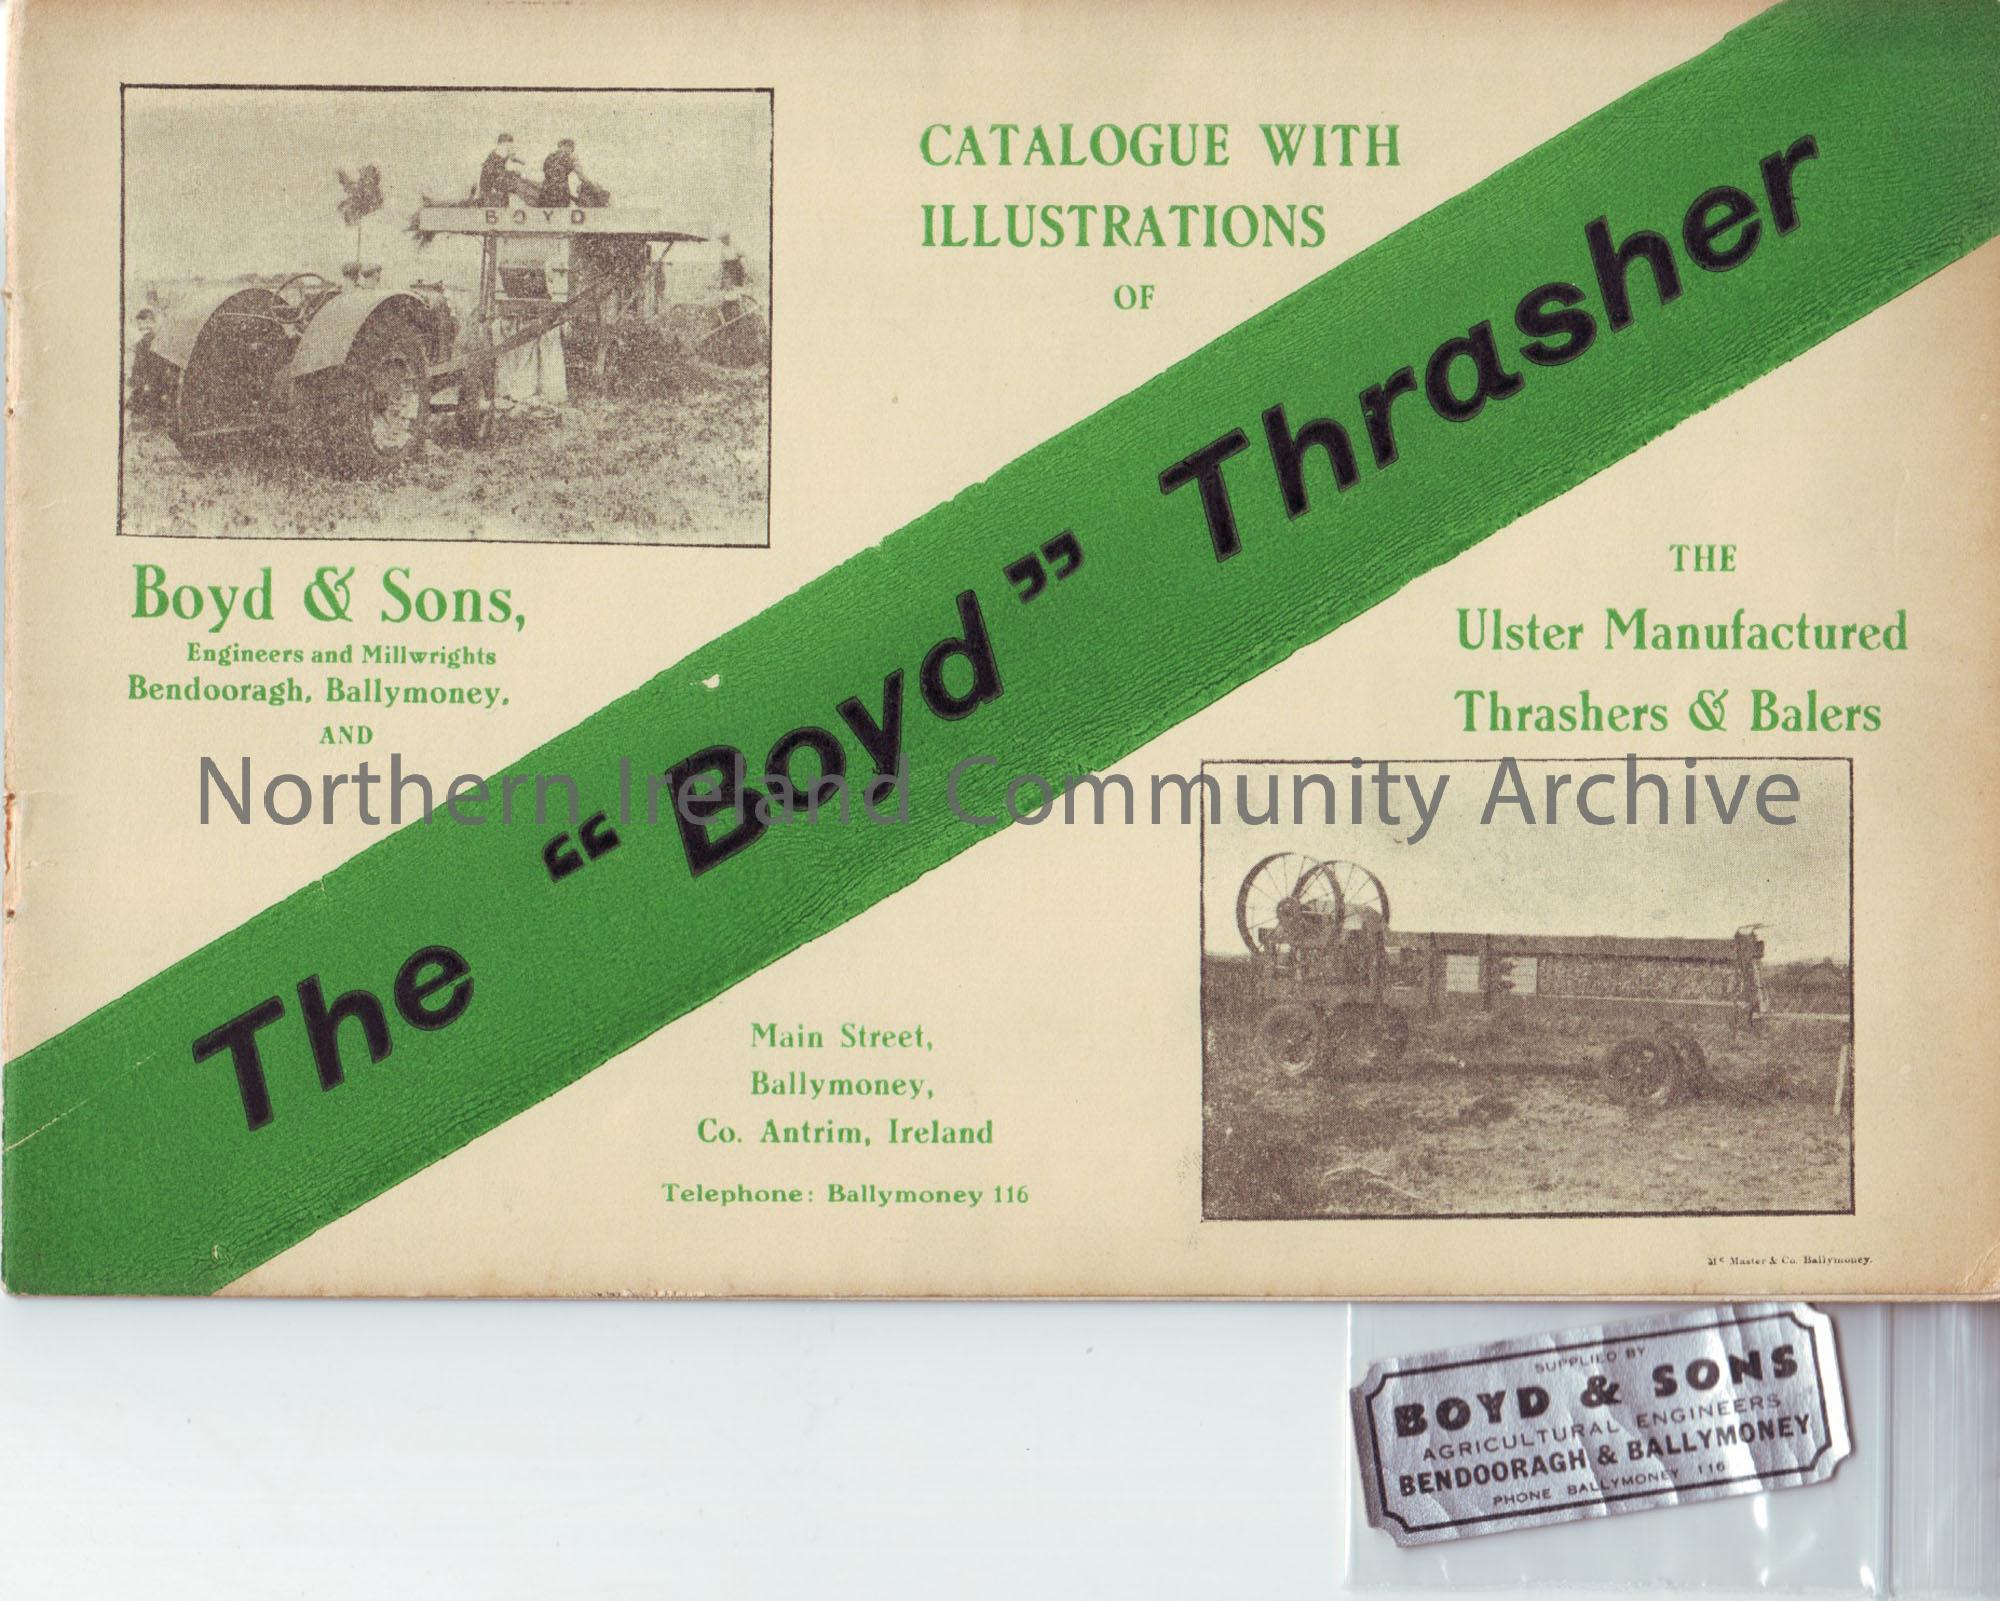 CATALOGUE WITH
ILLUSTRATIONS
OF
The “Boyd” Thrasher
BOYD
Boyd & Sons,
Engineers and Millwrights
Bendooragh, Ballymoney,
AND
Main Street,
Ballymoney,
Co. Antrim, Ireland
Telephone: Ballymoney 116
THE
Ulster Manufactured
Thrashers & Balers
Mc Master & Co. Ballymoney.
Northern Ireland Community Archive
SUPPLIED BY
BOYD & SONS
AGRICULTURAL ENGINEERS
BENDOORAGH & BALLYMONEY
PHONE BALLYMONEY 116